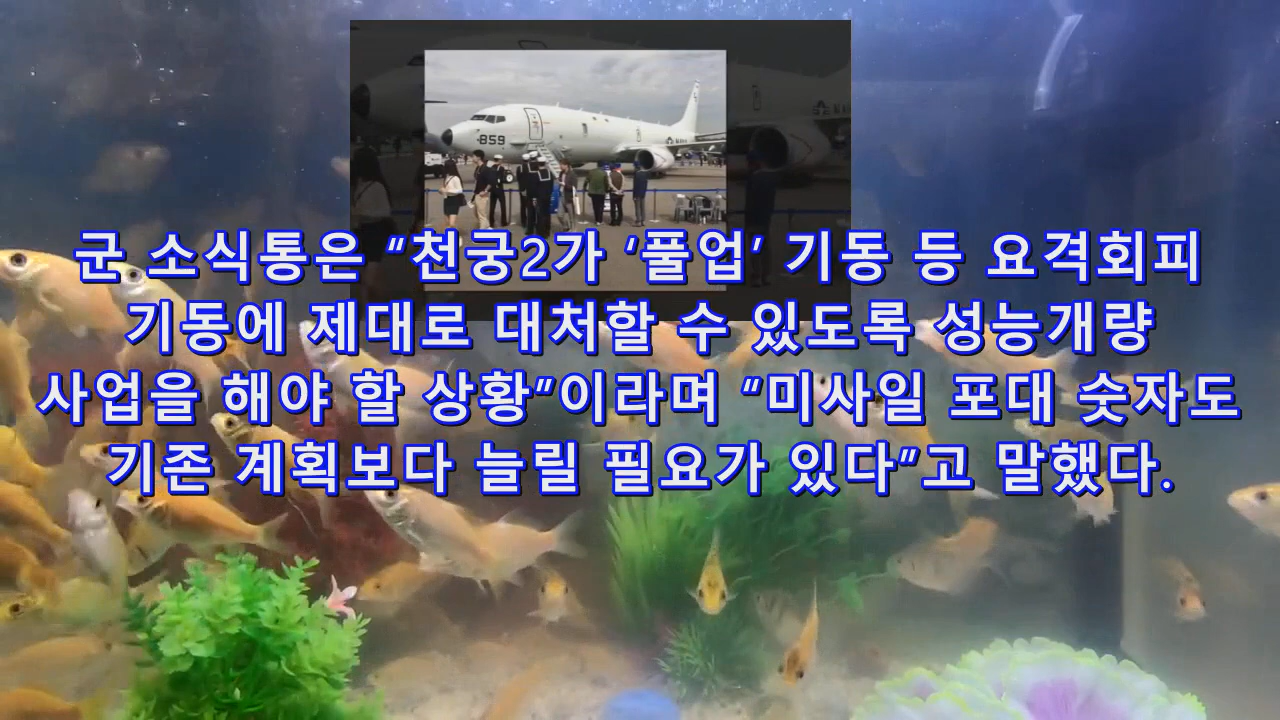 859
군 소식통은 “천궁2가 ‘풀업’ 기동 등 요격회피
기동에 제대로 대처할 수 있도록 성능개량
사업을 해야 할 상황”이라며 “미사일 포대 숫자도
기존 계획보다 늘릴 필요가 있다”고 말했다.